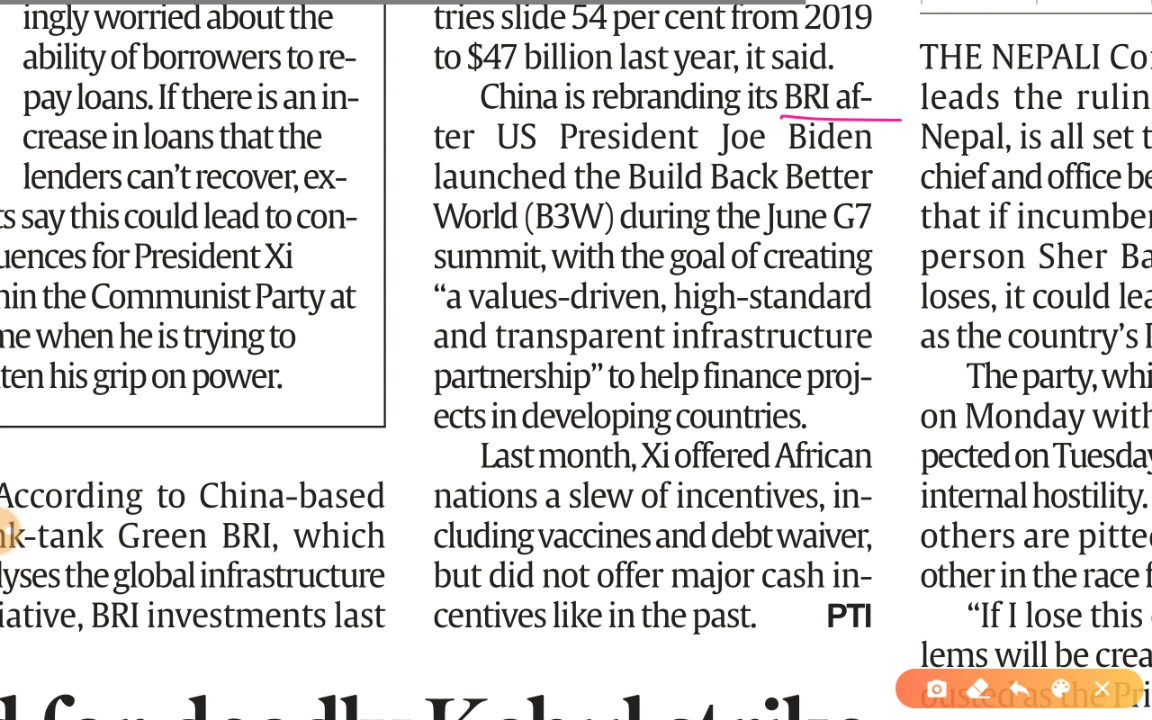 ingly worried about the
ability of borrowers to re-
pay loans. If there is an in-
crease in loans that the
lenders can't recover, ex-
ts say this could lead to con-
uences for President Xi
hin the Communist Party at
me when he is trying to
ten his grip on power.
According to China-based
nk-tank Green BRI, which
lyses the global infrastructure
iative, BRI investments last
tries slide 54 per cent from 2019
to $47 billion last year, it said.
China is rebranding its BRI af-
ter US President Joe Biden
launched the Build Back Better
World (B3W) during the June G7
summit, with the goal of creating
“a values-driven, high-standard
and transparent infrastructure
partnership” to help finance proj-
ects in developing countries.
Last month, Xi offered African
nations a slew of incentives, in-
cluding vaccines and debt waiver,
but did not offer major cash in-
centives like in the past. PTI
THE NEPALI Co
leads the rulin
Nepal, is all set t
chief and office be
that if incumber
person Sher Ba
loses, it could lea
as the country's
The party, whi
on Monday with
pected on Tuesday
internal hostility.
others are pitte
other in the race f
“If I lose this
lems will be crea
ousted as the Pri